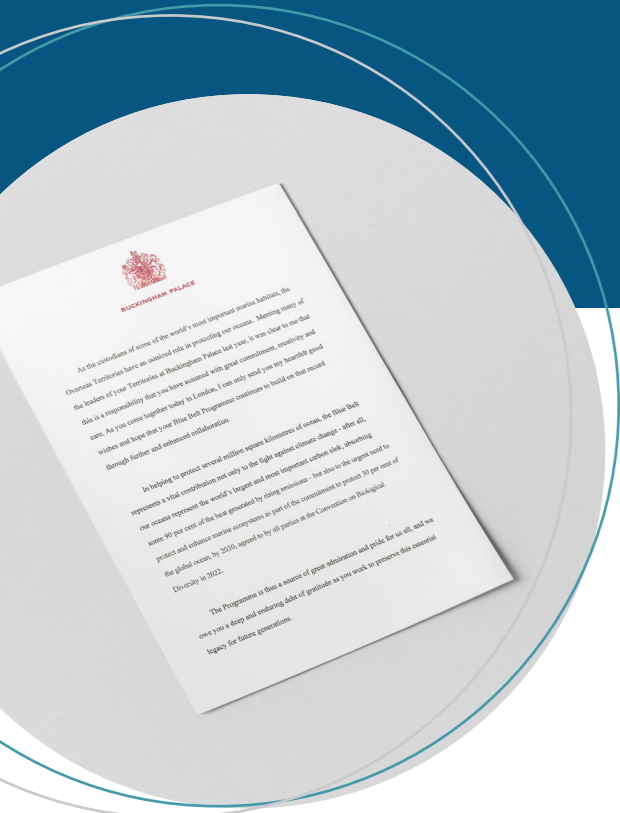 BUCKINGHAM PALACE
As the custodians of some of the world's most important marine habitats, the
Overseas Territories have an outsized role in protecting our oceans. Meeting many of
the leaders of your Territories at Buckingham Palace last year, it was clear to me that
this is a responsibility that you have assumed with great commitment, creativity and
care. As you come together today in London, I can only send you my heartfelt good
wishes and hope that your Blue Belt Programme continues to build on that record
through further and enhanced collaboration.
In helping to protect several million square kilometres of ocean, the Blue Belt
represents a vital contribution not only to the fight against climate change - after all,
our oceans represent the world's largest and most important carbon sink, absorbing
some 90 per cent of the heat generated by rising emissions – but also to the urgent need to
protect and enhance marine ecosystems as part of the commitment to protect 30 per cent of
the global ocean, by 2030, agreed to by all parties at the Convention on Biological
Diversity in 2022.
The Programme is thus a source of great admiration and pride for us all, and we
owe you a deep and enduring debt of gratitude as you work to preserve this essential
legacy for future generations.